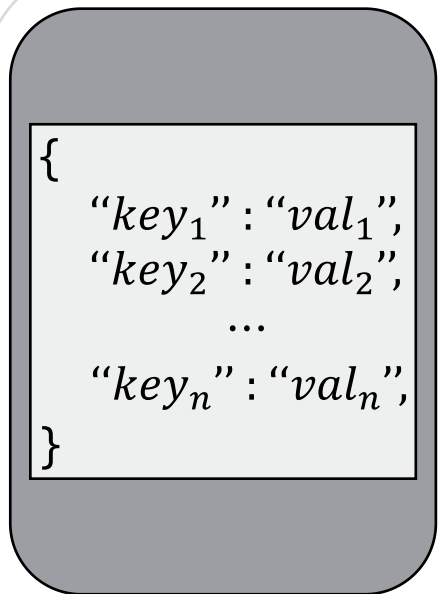 {
“key₁” : “val₁”,
“key₂” : “val₂”,
…
“keyₙ” : “valₙ”,
}